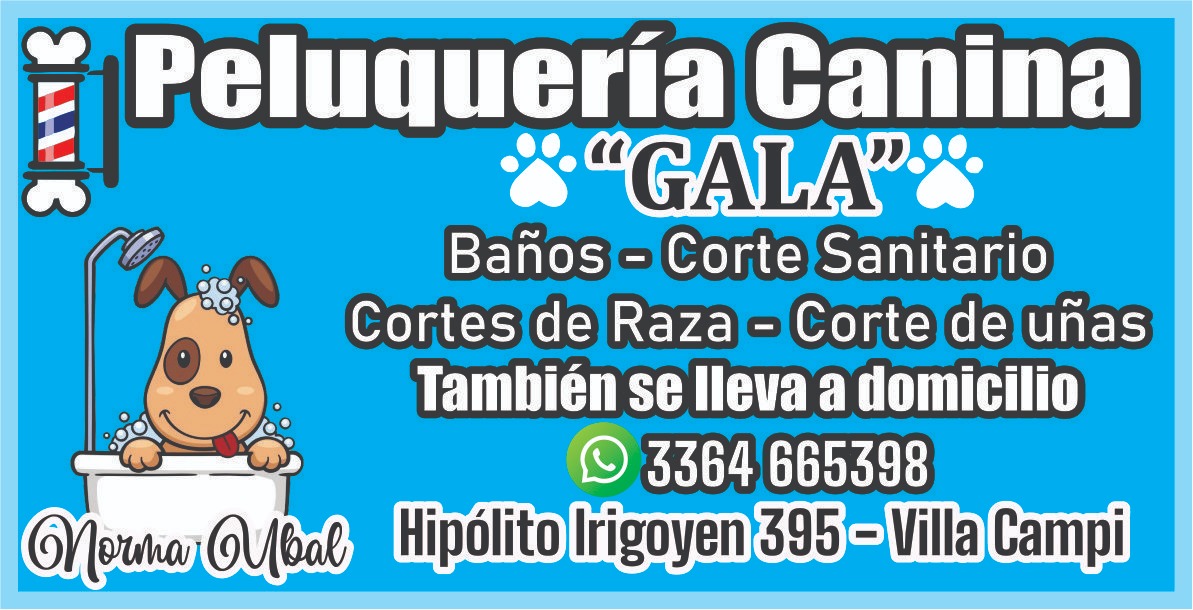 Peluquería Canina
“GALA”
Baños - Corte Sanitario
Cortes de Raza - Corte de uñas
También se lleva a domicilio
3364 665398
Hipólito Irigoyen 395 - Villa Campi
Norma Ubal